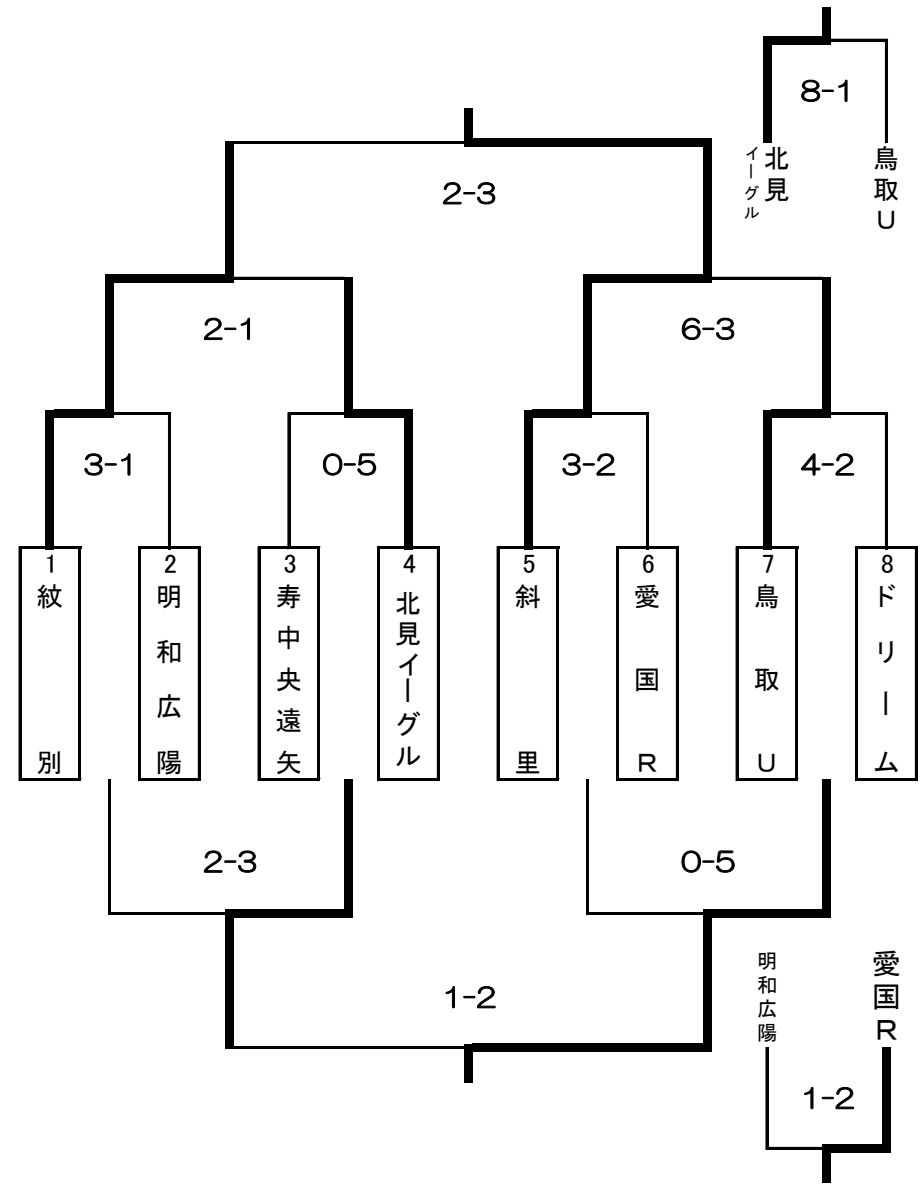 8-1
北見
イーグル
鳥取U
2-3
2-1
6-3
3-1
0-5
3-2
4-2
1
紋別
2
明和広陽
3
寿中央遠矢
4
北見イーグル
5
斜里
6
愛国R
7
鳥取U
8
ドリーム
2-3
0-5
1-2
明和広陽
愛国R
1-2